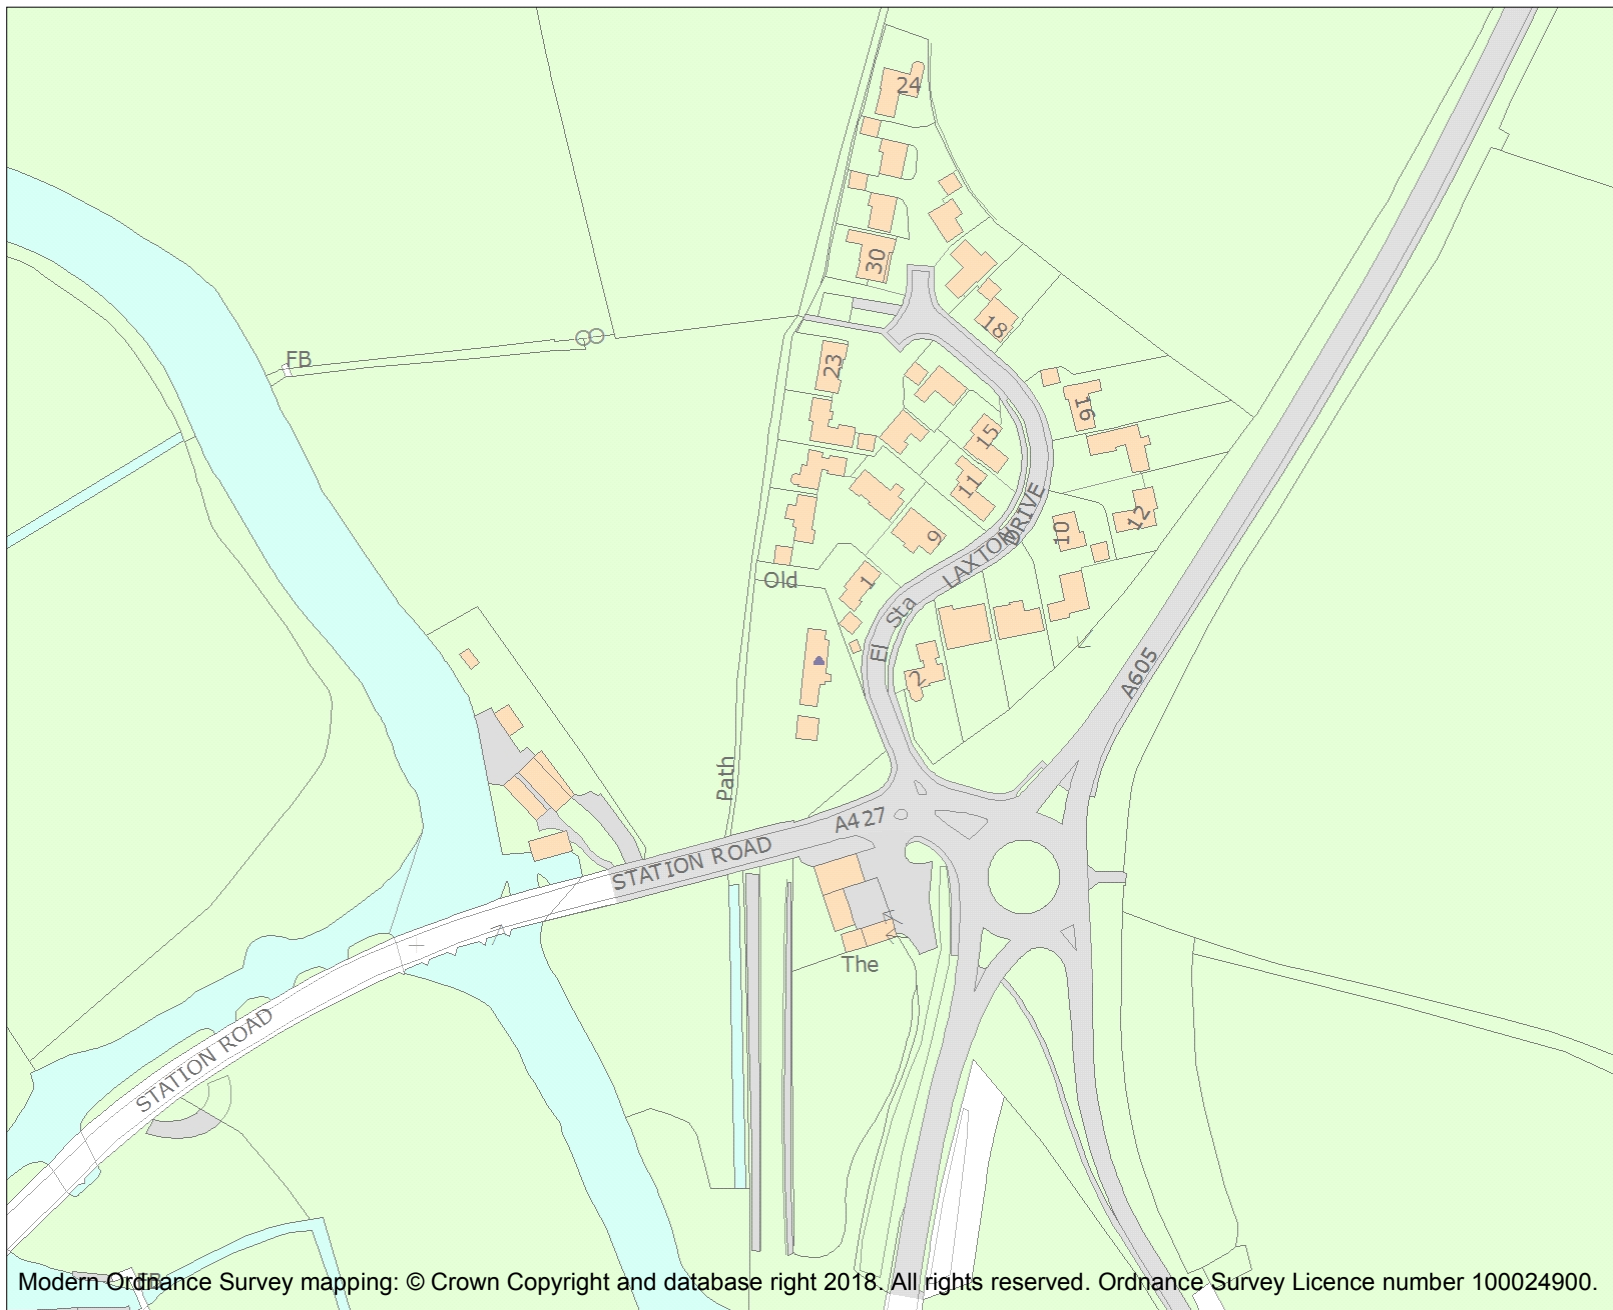 24
30
18
FB
23
16
15
11
9
10
12
Old
1
LAXTON DRIVE
El Sta
2
A605
Path
A427
STATION ROAD
The
STATION ROAD
FB
Modern Ordnance Survey mapping: © Crown Copyright and database right 2018. All rights reserved. Ordnance Survey Licence number 100024900.